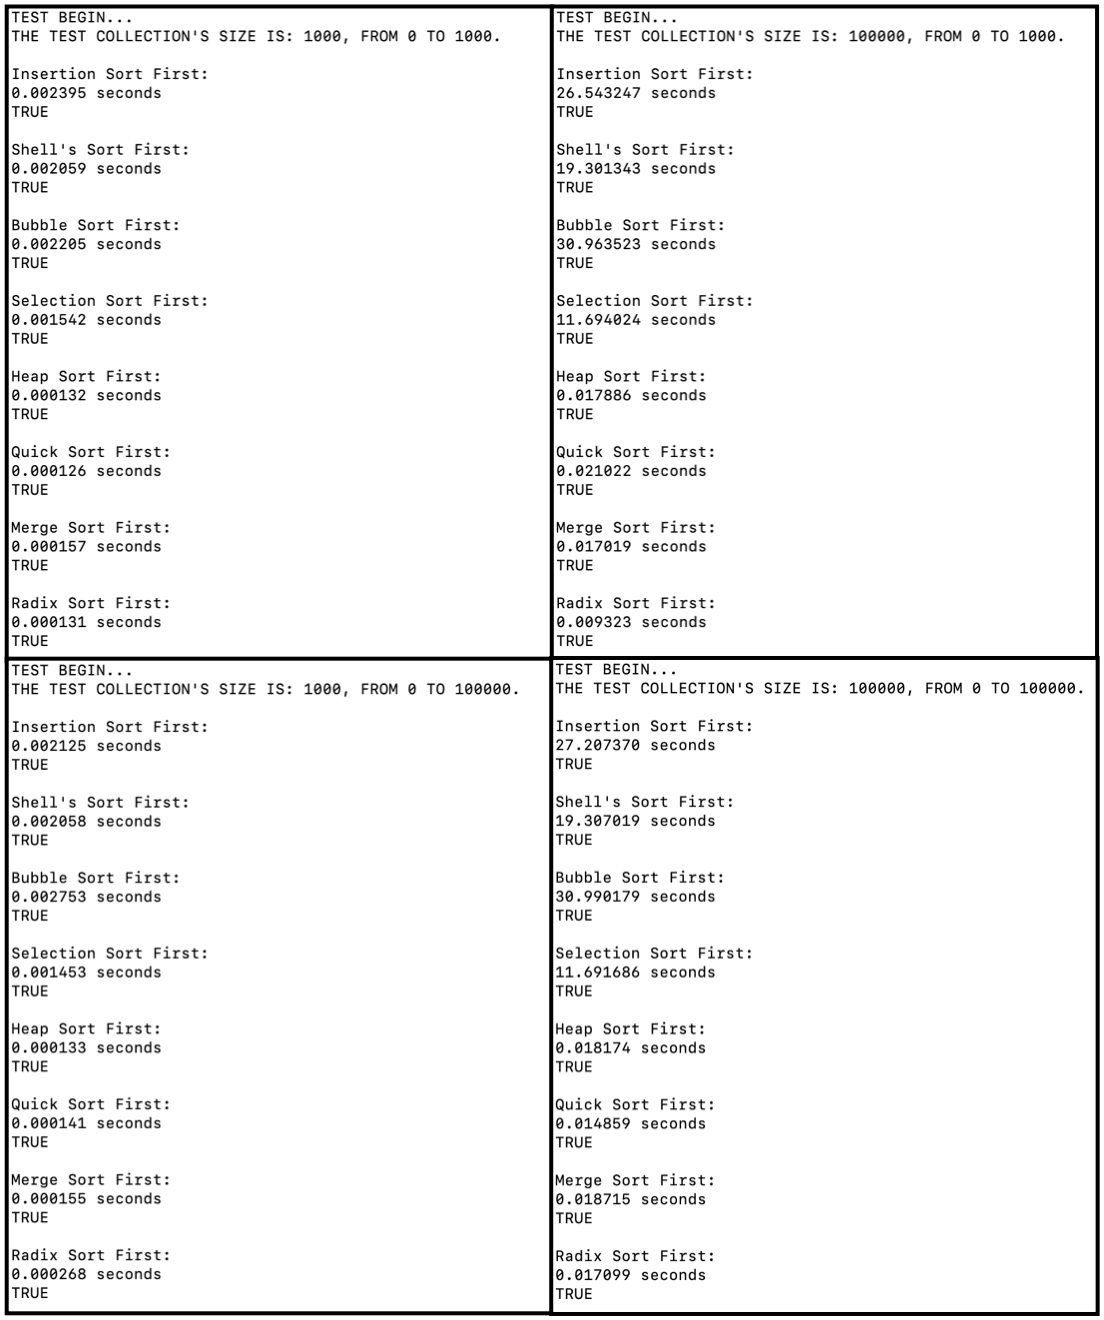 TEST BEGIN...
THE TEST COLLECTION'S SIZE IS: 1000, FROM 0 TO 1000.
Insertion Sort First:
0.002395 seconds
TRUE
Shell's Sort First:
0.002059 seconds
TRUE
Bubble Sort First:
0.002205 seconds
TRUE
Selection Sort First:
0.001542 seconds
TRUE
Heap Sort First:
0.000132 seconds
TRUE
Quick Sort First:
0.000126 seconds
TRUE
Merge Sort First:
0.000157 seconds
TRUE
Radix Sort First:
0.000131 seconds
TRUE
TEST BEGIN...
THE TEST COLLECTION'S SIZE IS: 100000, FROM 0 TO 1000.
Insertion Sort First:
26.543247 seconds
TRUE
Shell's Sort First:
19.301343 seconds
TRUE
Bubble Sort First:
30.963523 seconds
TRUE
Selection Sort First:
11.694024 seconds
TRUE
Heap Sort First:
0.017886 seconds
TRUE
Quick Sort First:
0.021022 seconds
TRUE
Merge Sort First:
0.017019 seconds
TRUE
Radix Sort First:
0.009323 seconds
TRUE
TEST BEGIN...
THE TEST COLLECTION'S SIZE IS: 1000, FROM 0 TO 100000.
Insertion Sort First:
0.002125 seconds
TRUE
Shell's Sort First:
0.002058 seconds
TRUE
Bubble Sort First:
0.002753 seconds
TRUE
Selection Sort First:
0.001453 seconds
TRUE
Heap Sort First:
0.000133 seconds
TRUE
Quick Sort First:
0.000141 seconds
TRUE
Merge Sort First:
0.000155 seconds
TRUE
Radix Sort First:
0.000268 seconds
TRUE
TEST BEGIN...
THE TEST COLLECTION'S SIZE IS: 100000, FROM 0 TO 100000.
Insertion Sort First:
27.207370 seconds
TRUE
Shell's Sort First:
19.307019 seconds
TRUE
Bubble Sort First:
30.990179 seconds
TRUE
Selection Sort First:
11.691686 seconds
TRUE
Heap Sort First:
0.018174 seconds
TRUE
Quick Sort First:
0.014859 seconds
TRUE
Merge Sort First:
0.018715 seconds
TRUE
Radix Sort First:
0.017099 seconds
TRUE